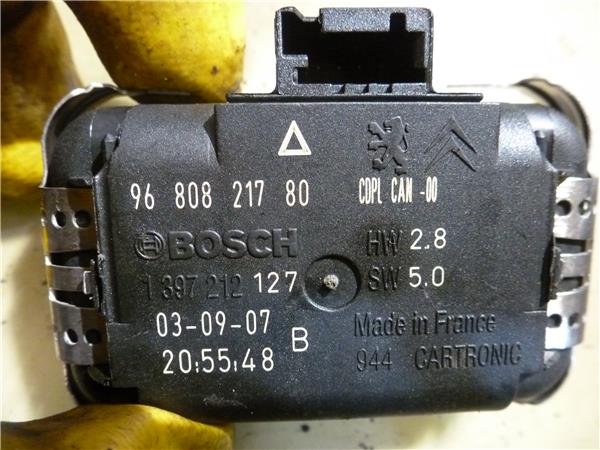 96 808 217 80
CDPL CAN -00
BOSCH
HW 2.8
1 397 212 127
SW 5.0
03-09-07
B
Made in France
20:55:48
944 CARTRONIC